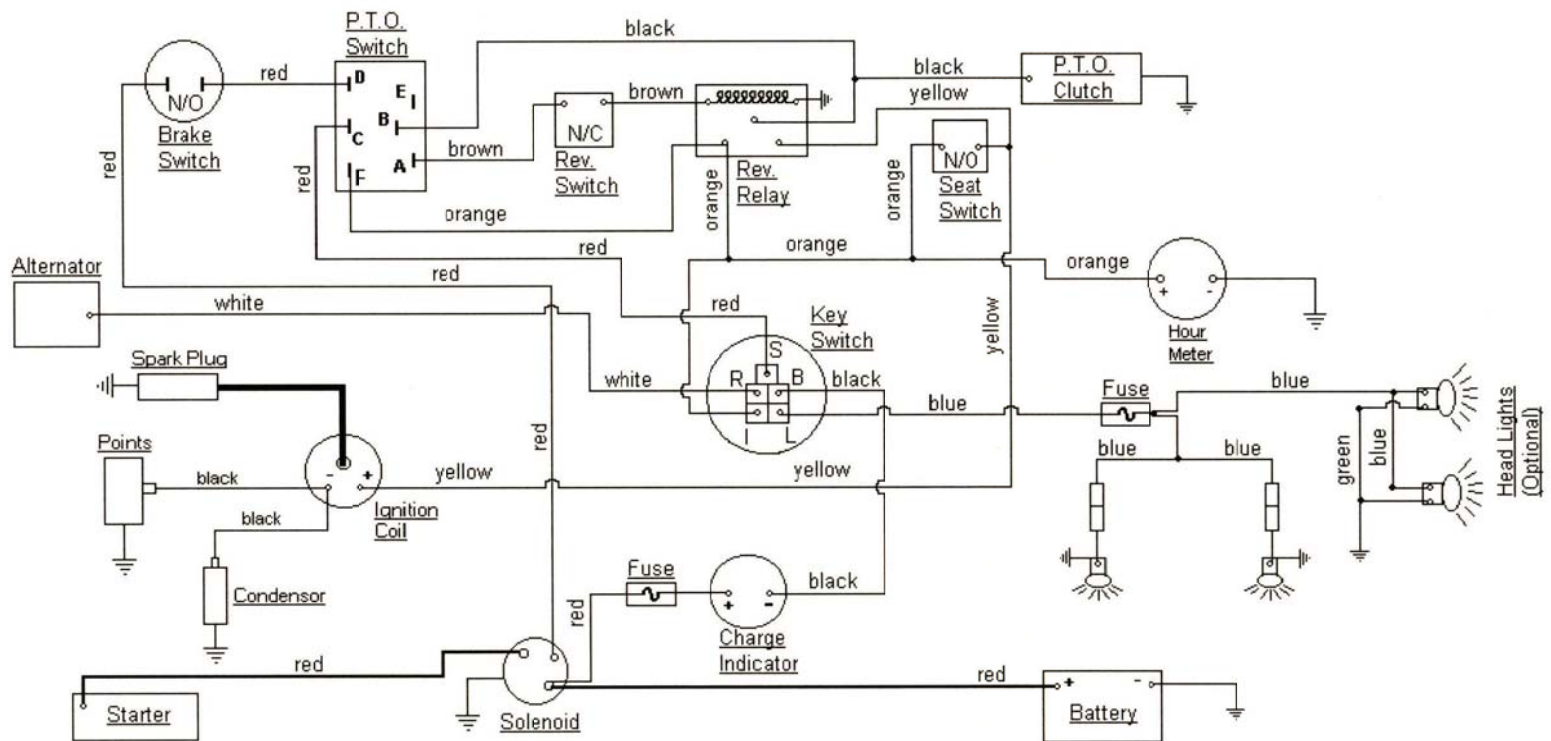 P.T.O.
Switch
black
red
D
E
B
C
A
F
N/O
Brake
Switch
brown
N/C
Rev.
Switch
brown
Rev.
Relay
black
yellow
P.T.O.
Clutch
N/O
Seat
Switch
red
red
orange
orange
orange
orange
orange
red
red
Alternator
white
red
Key
Switch
yellow
+ -
Hour
Meter
Spark Plug
white
S
R B
I L
black
blue
Fuse
blue
Head Lights
(Optional)
green
blue
blue
blue
Points
black
- +
yellow
yellow
Ignition
Coil
black
red
Condensor
Fuse
red
+ -
black
Charge
Indicator
red
Starter
Solenoid
red
+ -
Battery